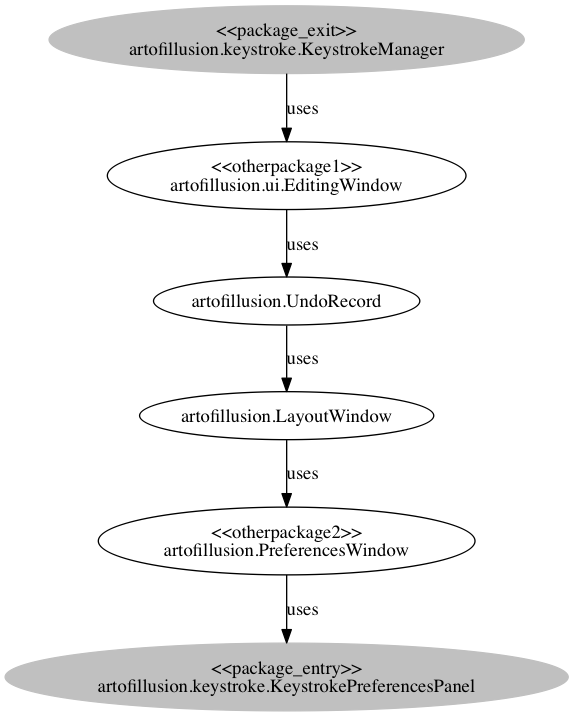 <<package_exit>>
artofillusion.keystroke.KeystrokeManager
uses
<<otherpackage1>>
artofillusion.ui.EditingWindow
uses
artofillusion.UndoRecord
uses
artofillusion.LayoutWindow
uses
<<otherpackage2>>
artofillusion.PreferencesWindow
uses
<<package_entry>>
artofillusion.keystroke.KeystrokePreferencesPanel